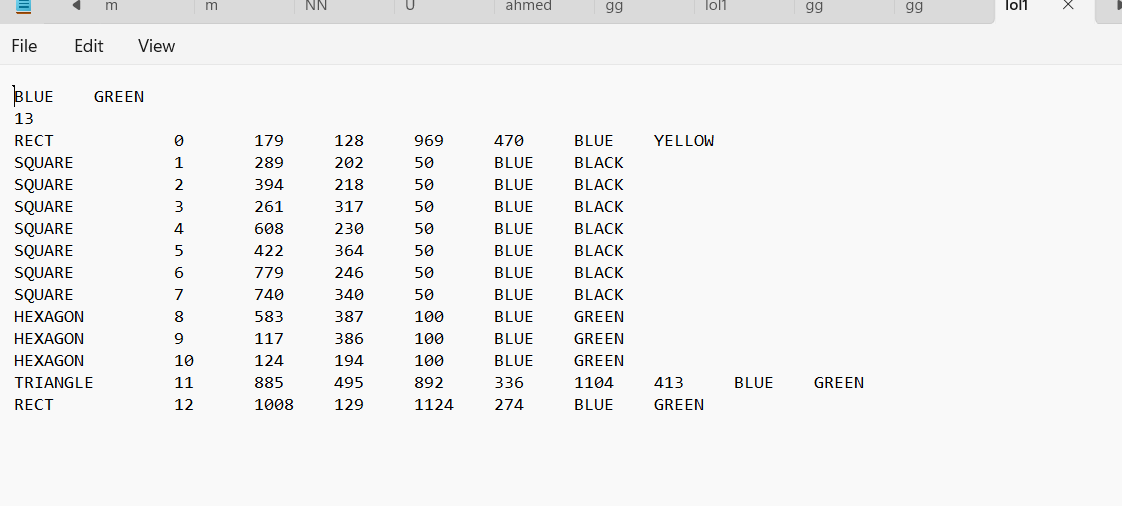 m m NN U ahmed gg lol1 gg gg lol1
File Edit View
BLUE GREEN
13
RECT 0 179 128 969 470 BLUE YELLOW
SQUARE 1 289 202 50 BLUE BLACK
SQUARE 2 394 218 50 BLUE BLACK
SQUARE 3 261 317 50 BLUE BLACK
SQUARE 4 608 230 50 BLUE BLACK
SQUARE 5 422 364 50 BLUE BLACK
SQUARE 6 779 246 50 BLUE BLACK
SQUARE 7 740 340 50 BLUE BLACK
HEXAGON 8 583 387 100 BLUE GREEN
HEXAGON 9 117 386 100 BLUE GREEN
HEXAGON 10 124 194 100 BLUE GREEN
TRIANGLE 11 885 495 892 336 1104 413 BLUE GREEN
RECT 12 1008 129 1124 274 BLUE GREEN